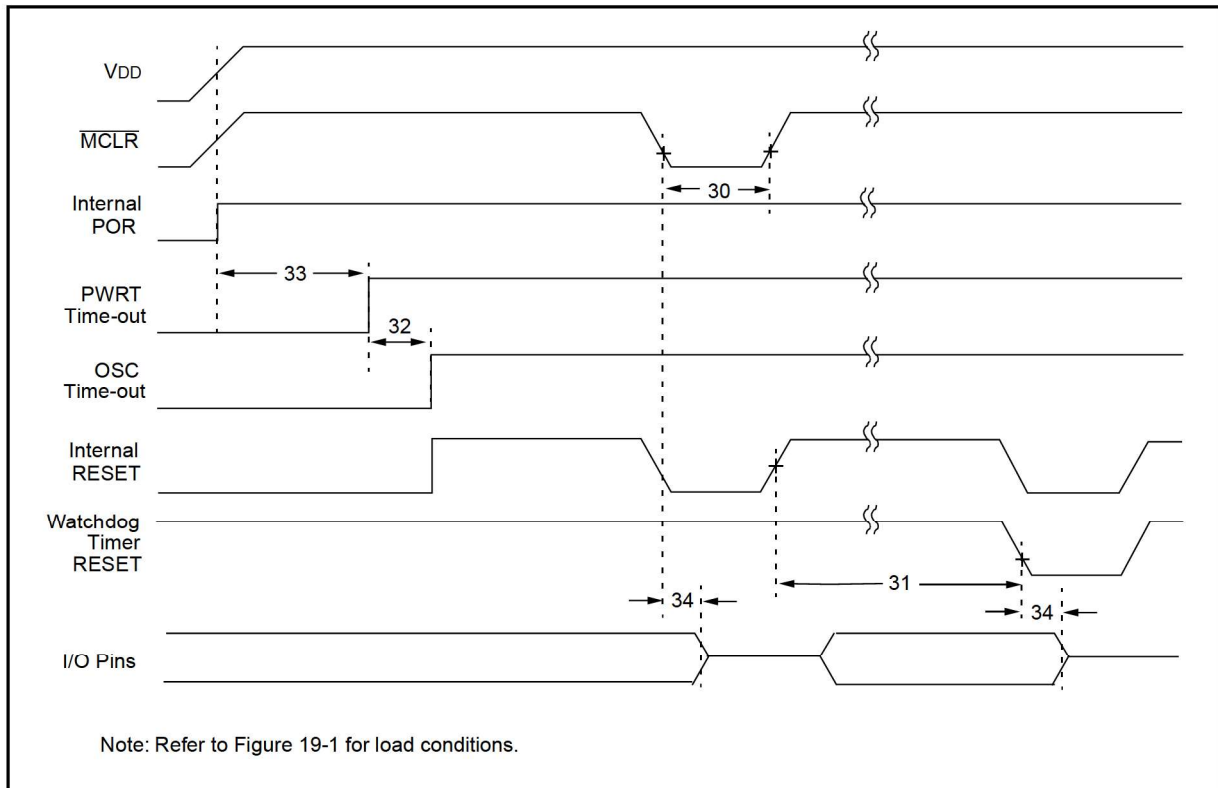 VDD
MCLR
30
Internal
POR
33
PWRT
Time-out
32
OSC
Time-out
Internal
RESET
Watchdog
Timer
RESET
31
34
34
I/O Pins
Note: Refer to Figure 19-1 for load conditions.